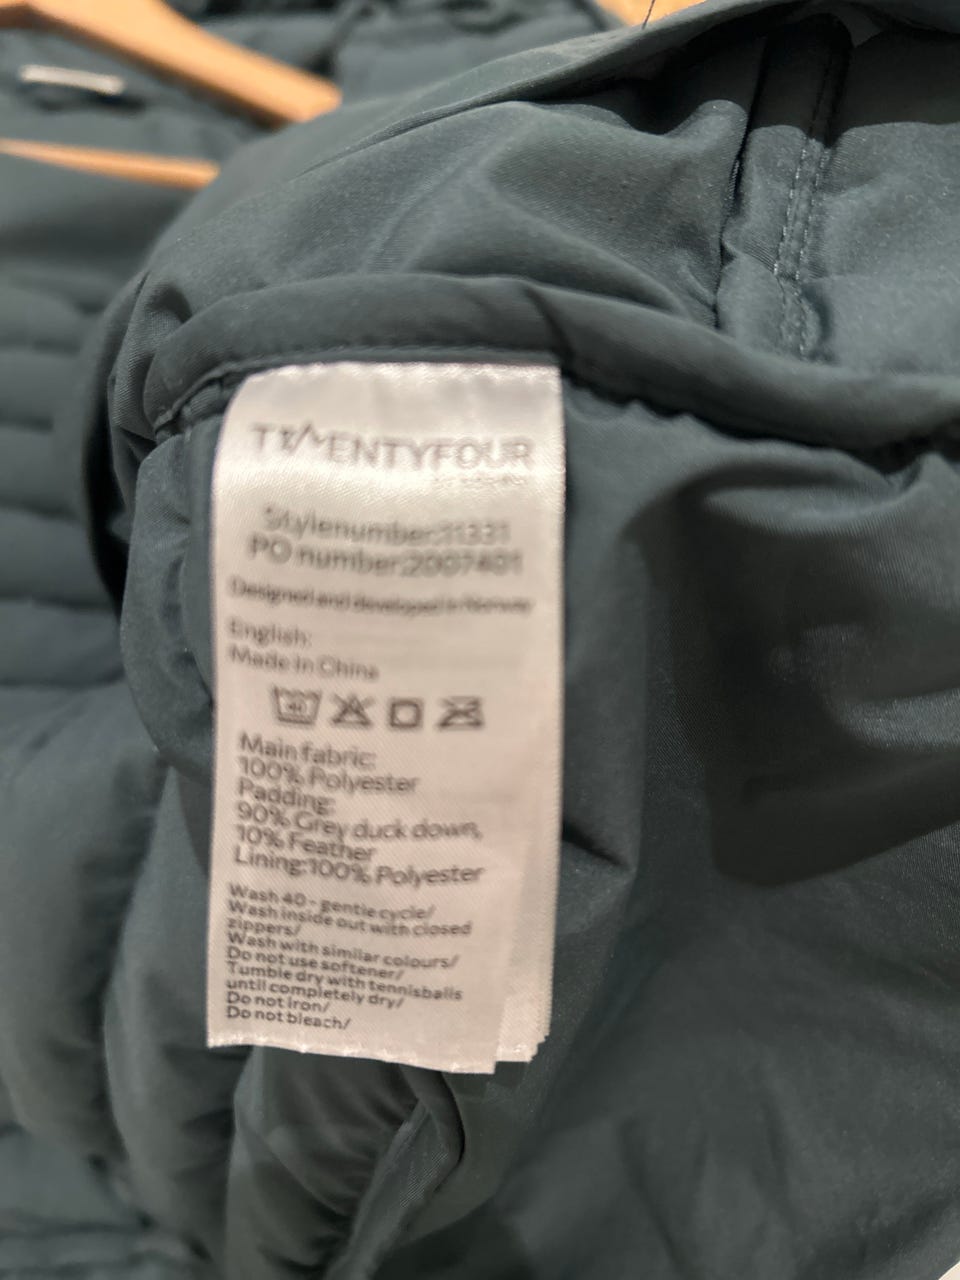 TWENTYFOUR
Stylenumber:11331
PO number:2007401
Designed and developed in Norway
English:
Made in China
40
Main fabric:
100% Polyester
Padding:
90% Grey duck down,
10% Feather
Lining:100% Polyester
Wash 40 - gentle cycle/
Wash inside out with closed
zippers/
Wash with similar colours/
Do not use softener/
Tumble dry with tennisballs
until completely dry/
Do not iron/
Do not bleach/